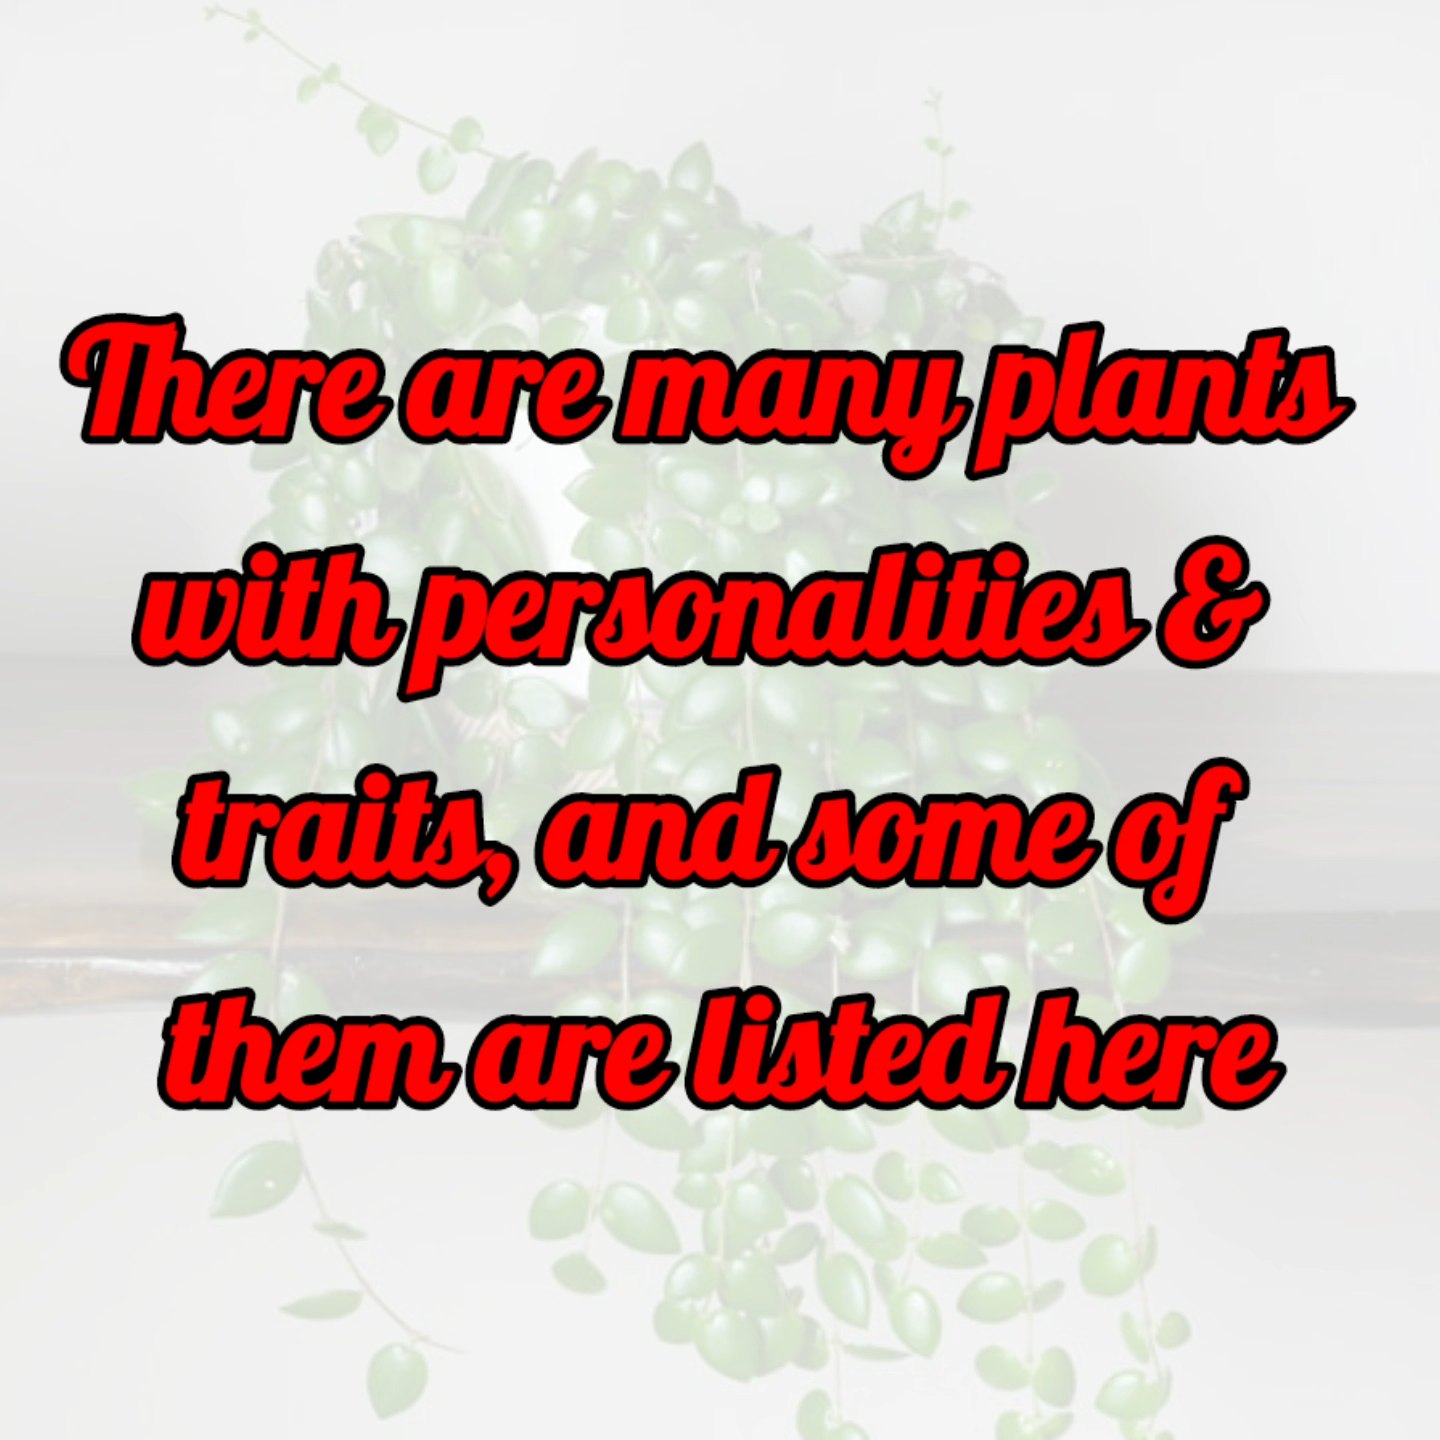 There are many plants
with personalities &
traits, and some of
them are listed here